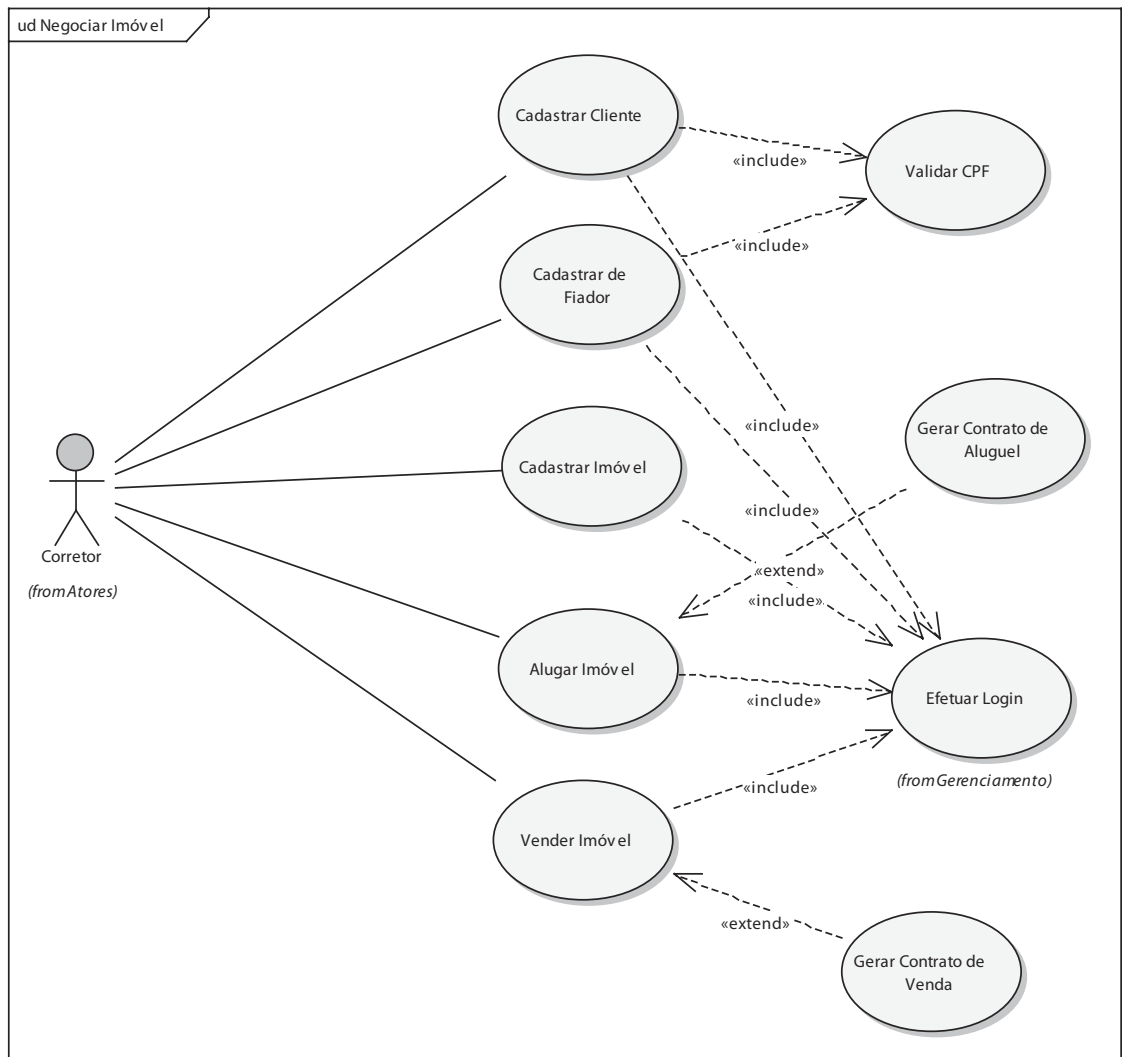 ud Negociar Imóvel
Cadastrar Cliente
«include»
Validar CPF
«include»
Cadastrar de
Fiador
Gerar Contrato de
Aluguel
«include»
Cadastrar Imóvel
«include»
Corretor
(from Atores)
«extend»
«include»
Alugar Imóvel
«include»
Efetuar Login
(from Gerenciamento)
«include»
Vender Imóvel
«extend»
Gerar Contrato de
Venda